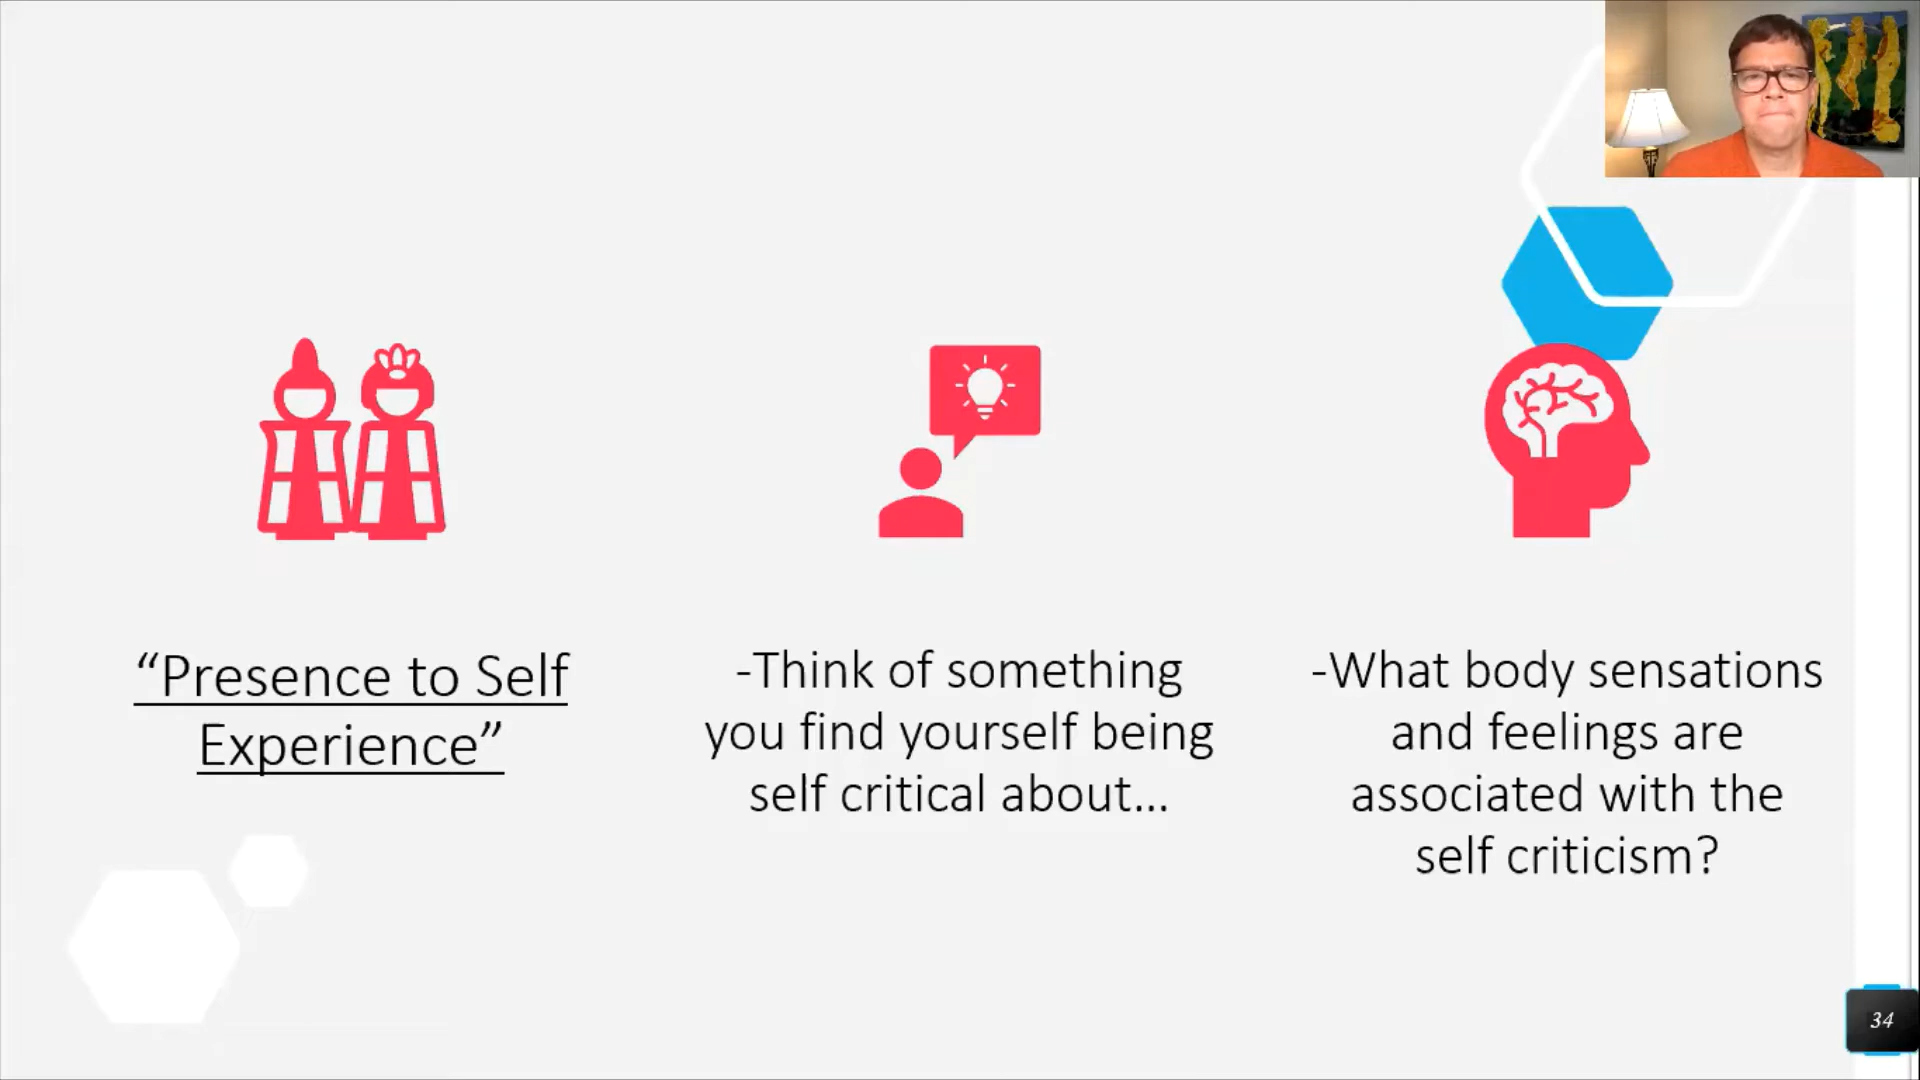 “Presence to Self
Experience”
-Think of something
you find yourself being
self critical about...
-What body sensations
and feelings are
associated with the
self criticism?
34